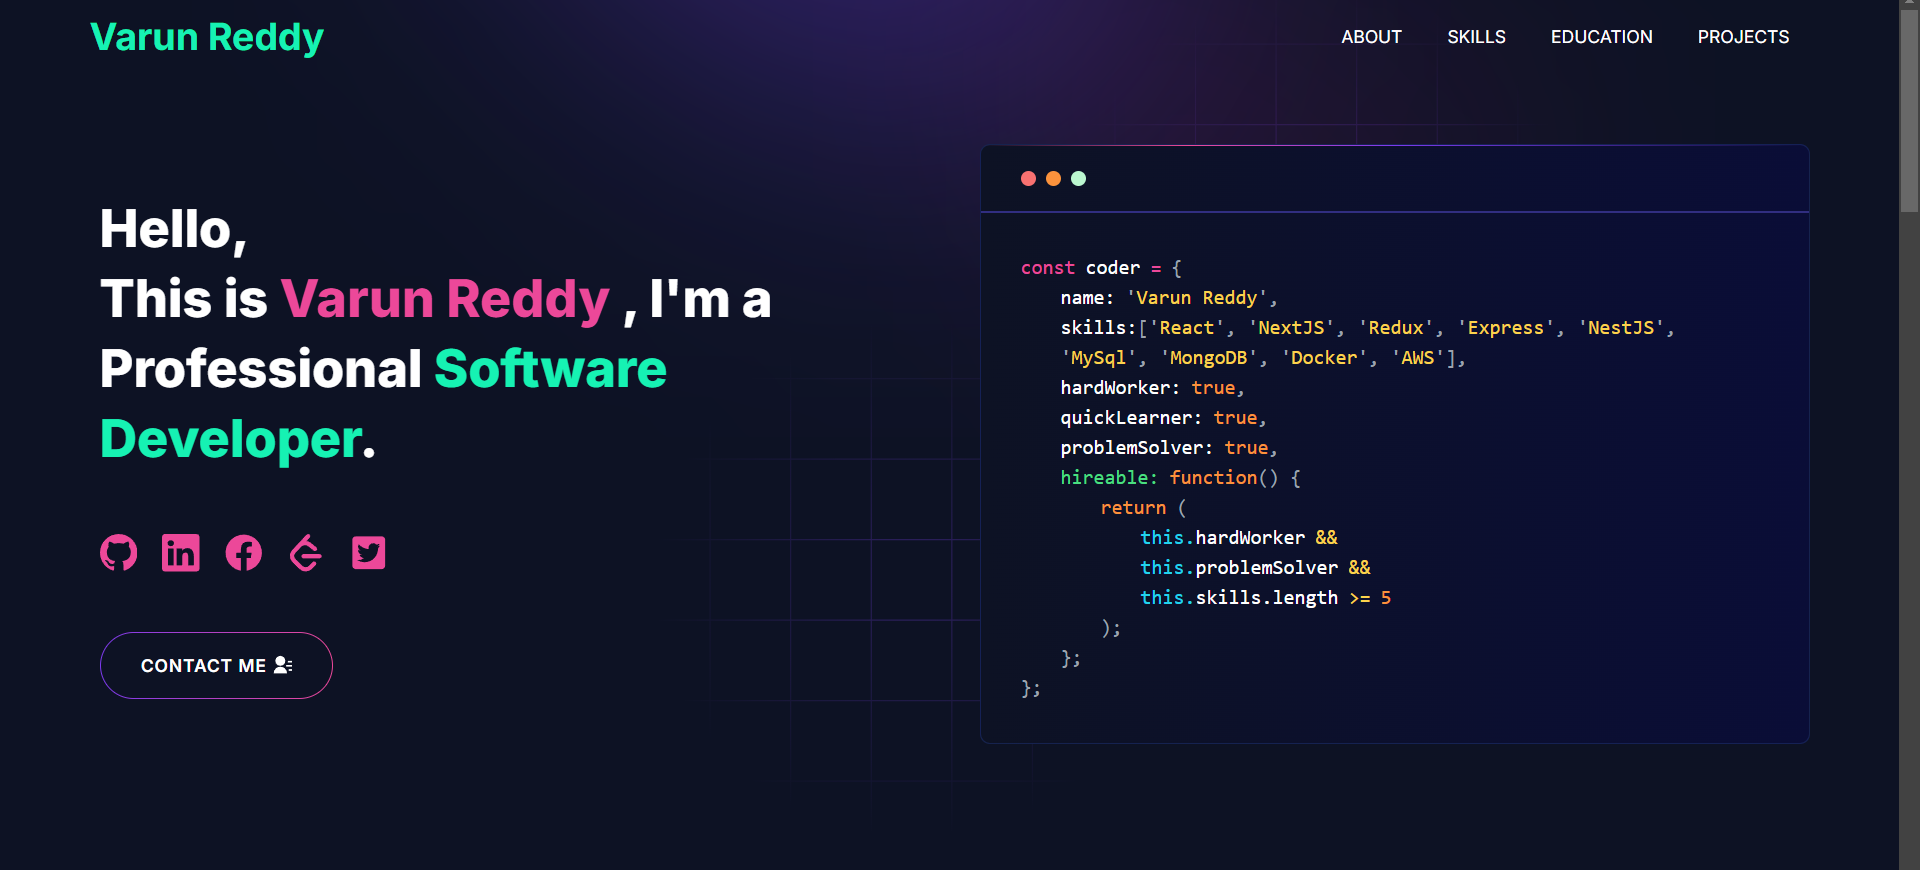 Varun Reddy
ABOUT SKILLS EDUCATION PROJECTS
Hello,
This is Varun Reddy , I'm a
Professional Software
Developer.
CONTACT ME
const coder = {
name: 'Varun Reddy',
skills:['React', 'NextJS', 'Redux', 'Express', 'NestJS',
'MySql', 'MongoDB', 'Docker', 'AWS'],
hardWorker: true,
quickLearner: true,
problemSolver: true,
hireable: function() {
return (
this.hardWorker &&
this.problemSolver &&
this.skills.length >= 5
);
};
};